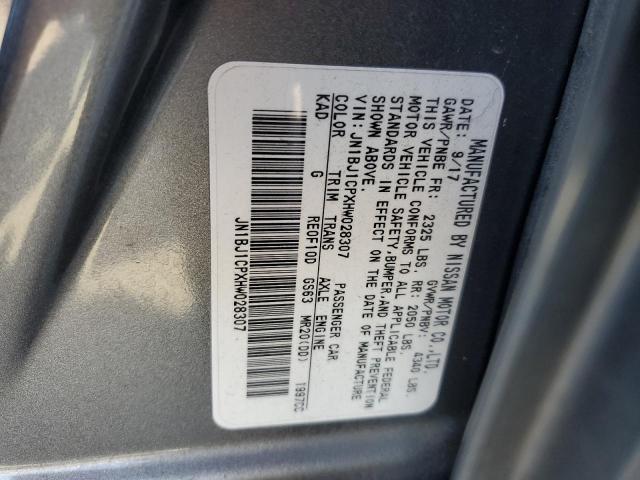 MANUFACTURED BY NISSAN MOTOR CO.,LTD.
DATE: 9/17 GVWR/PNBV: 4340 LBS
GAWR/PNBE FR: 2325 LBS. RR: 2050 LBS.
THIS VEHICLE CONFORMS TO ALL APPLICABLE FEDERAL
MOTOR VEHICLE SAFETY,BUMPER,AND THEFT PREVENTION
STANDARDS IN EFFECT ON THE DATE OF MANUFACTURE
SHOWN ABOVE.
VIN:JN1BJ1CPXHW028307 PASSENGER CAR
COLOR TRIM TRANS AXLE ENGINE
KAD G RE0F10D GS63 MR20(DD) 1997CC
JN1BJ1CPXHW028307